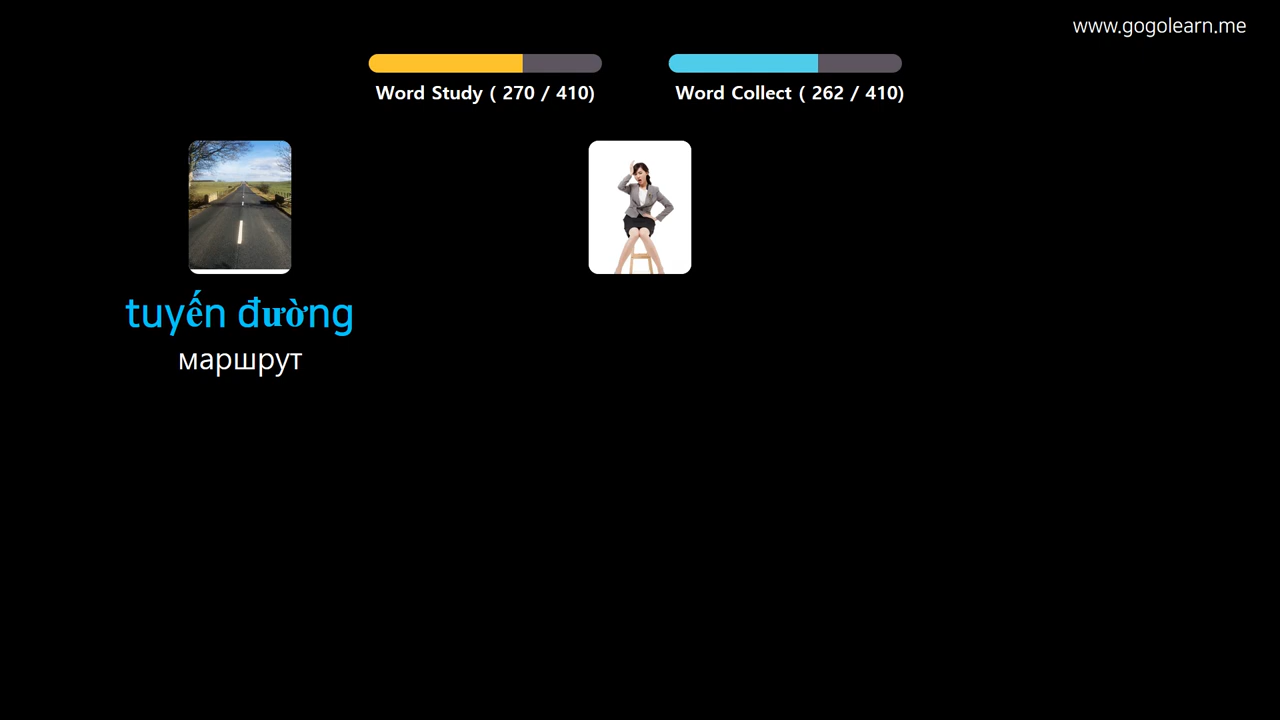 www.gogolearn.me
Word Study ( 270 / 410)
Word Collect ( 262 / 410)
tuyến đường
маршрут